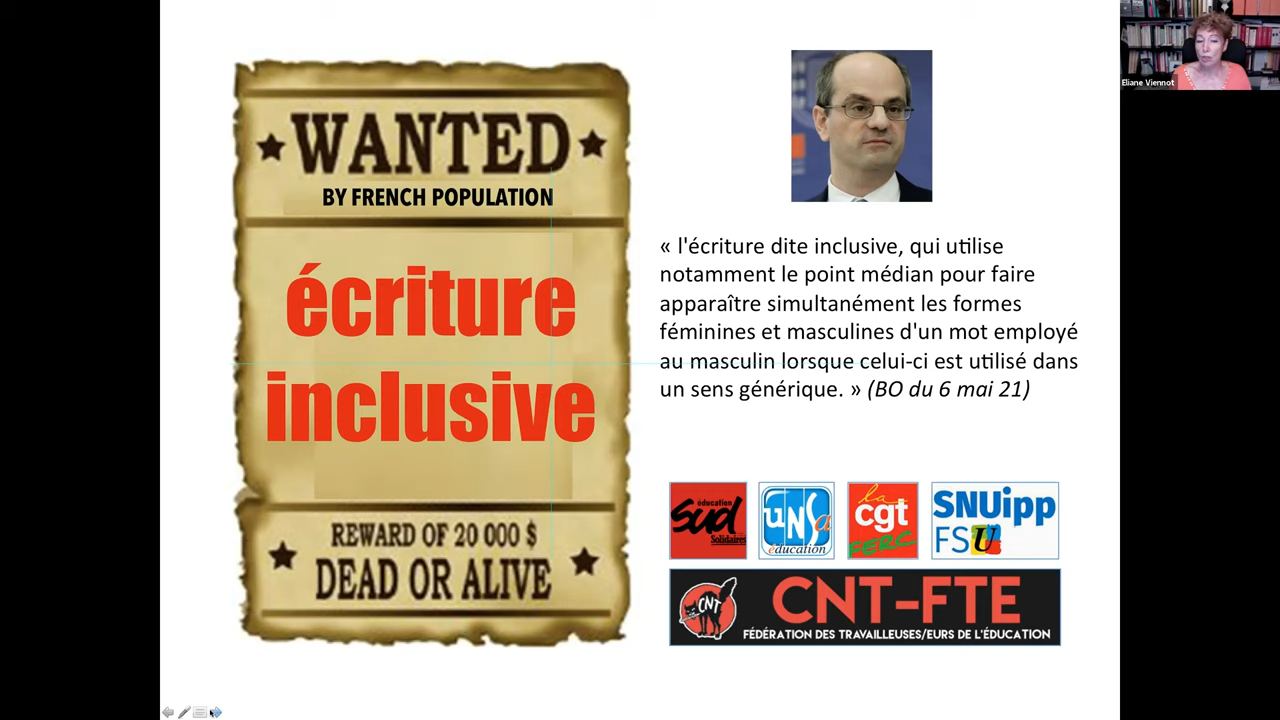 WANTED
BY FRENCH POPULATION
écriture
inclusive
REWARD OF 20 000 $
DEAD OR ALIVE
« l'écriture dite inclusive, qui utilise
notamment le point médian pour faire
apparaître simultanément les formes
féminines et masculines d'un mot employé
au masculin lorsque celui-ci est utilisé dans
un sens générique. » (BO du 6 mai 21)
éducation
Sud
Solidaires
UNSa
éducation
la
cgt
FERC
SNUipp
FSU
CNT
CNT-FTE
FÉDÉRATION DES TRAVAILLEUSES/EURS DE L'ÉDUCATION
Eliane Viennot